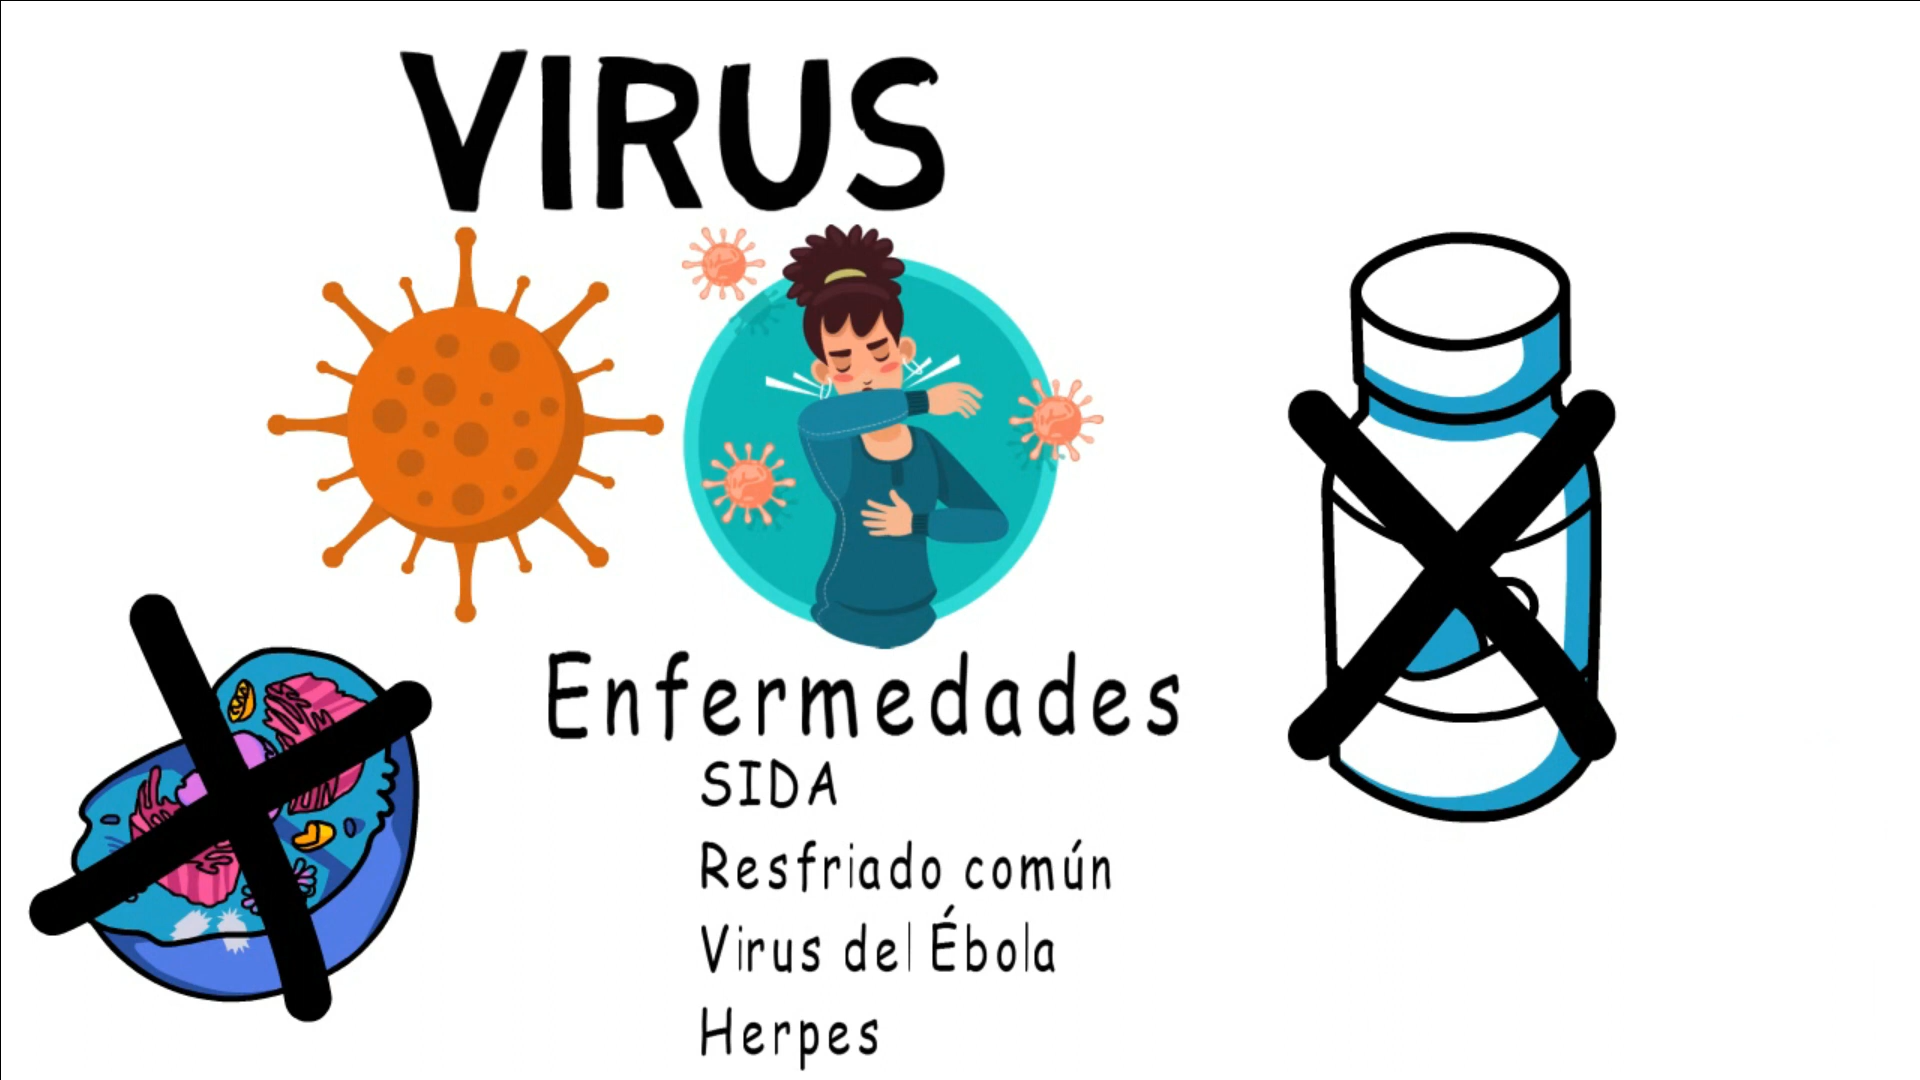 VIRUS
Enfermedades
SIDA
Resfriado común
Virus del Ébola
Herpes